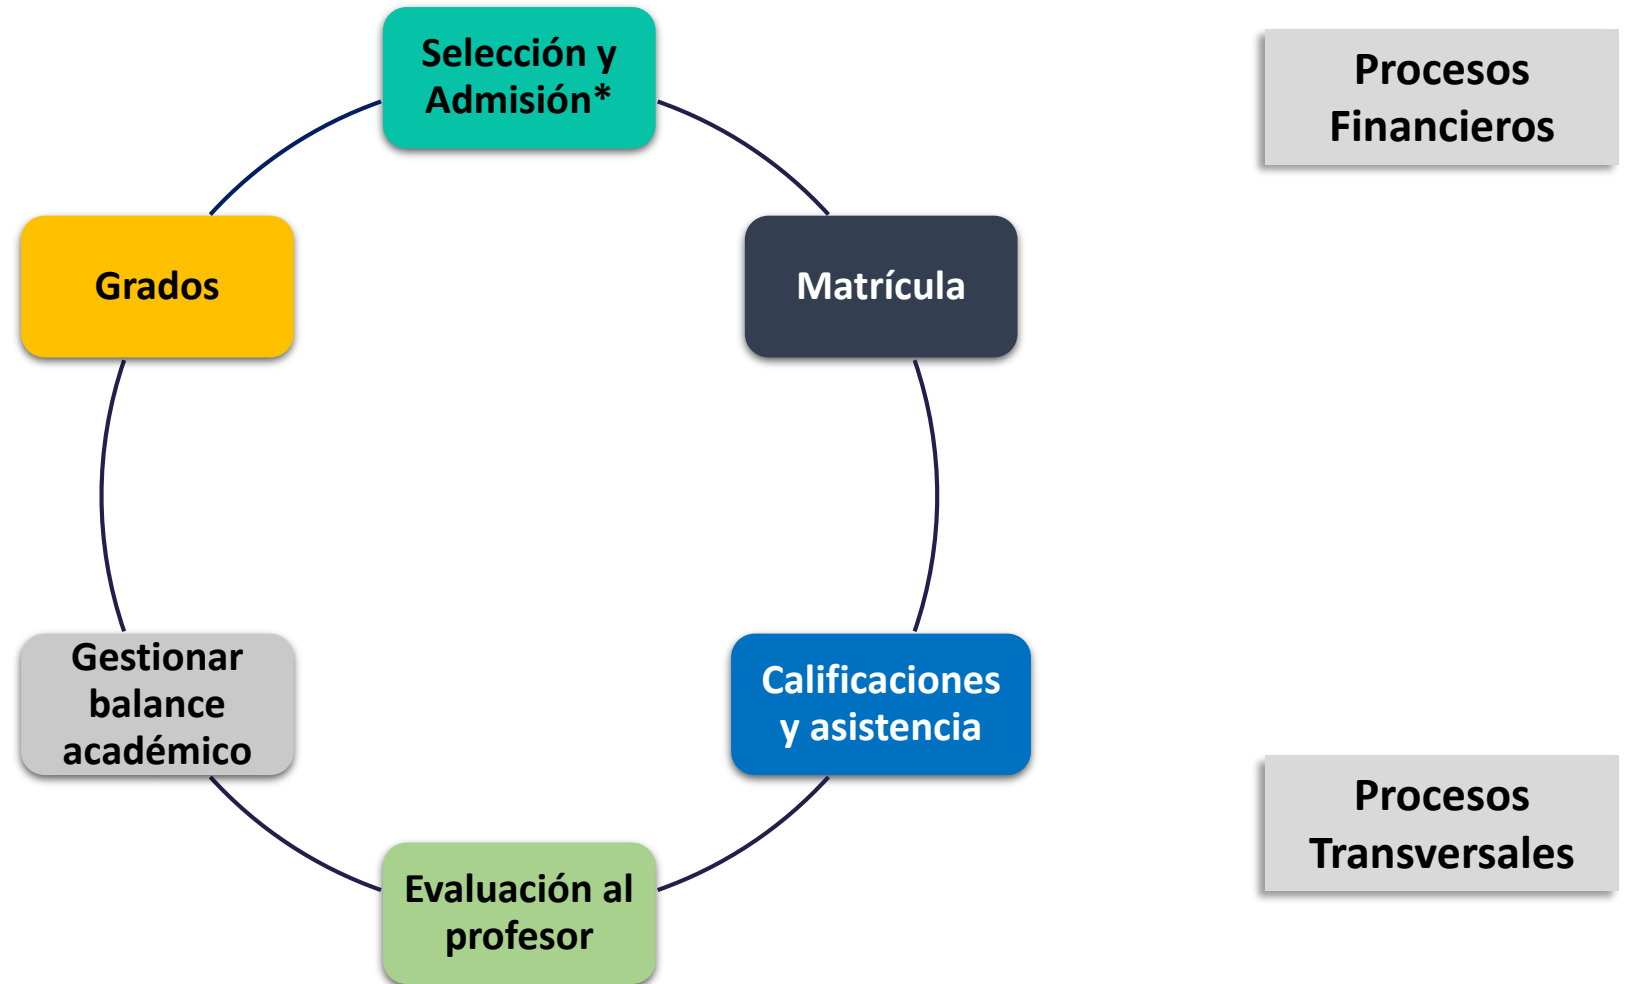 Selección y
Admisión*
Procesos
Financieros
Grados
Matrícula
Gestionar
balance
académico
Calificaciones
y asistencia
Procesos
Transversales
Evaluación al
profesor